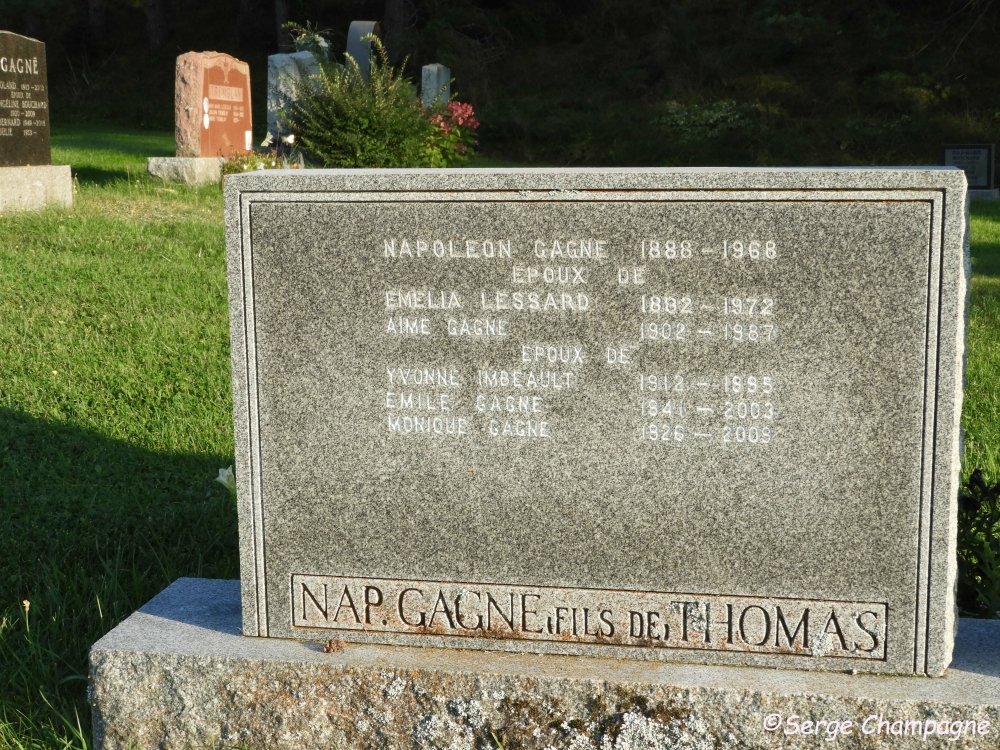 GAGNÉ
NAPOLEON GAGNE 1888 - 1968
EPOUX DE
EMELIA LESSARD 1882 - 1972
AIME GAGNE 1902 - 1987
EPOUX DE
YVONNE IMBEAULT 1912 - 1995
EMILE GAGNE 1941 - 2003
MONIQUE GAGNE 1926 - 2009
NAP. GAGNE (FILS DE) THOMAS
©Serge Champagne